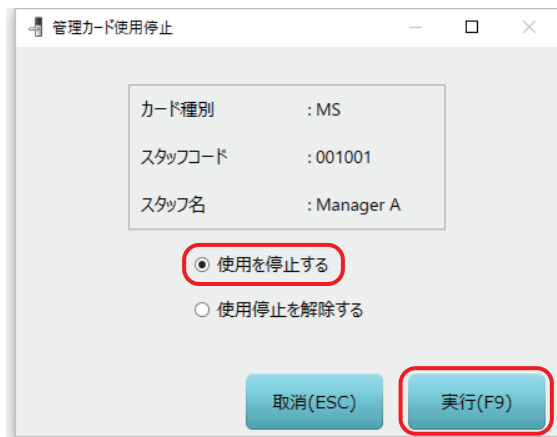 管理カード使用停止
カード種別 : MS
スタッフコード : 001001
スタッフ名 : Manager A
使用を停止する
使用停止を解除する
取消(ESC) 実行(F9)